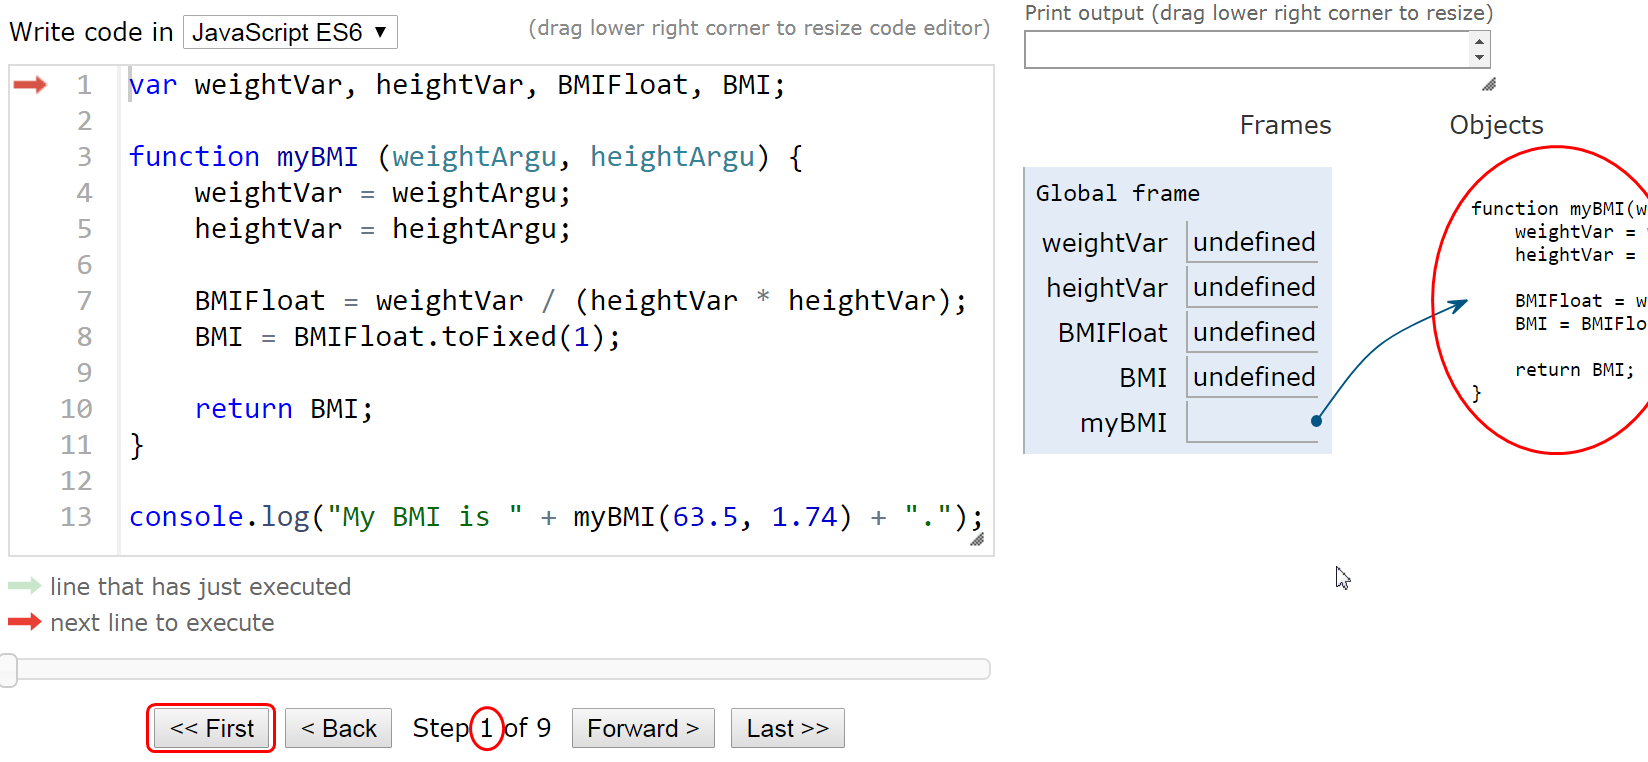 Write code in JavaScript ES6 ▼ (drag lower right corner to resize code editor)
1 var weightVar, heightVar, BMIFloat, BMI;
2
3 function myBMI (weightArgu, heightArgu) {
4     weightVar = weightArgu;
5     heightVar = heightArgu;
6
7     BMIFloat = weightVar / (heightVar * heightVar);
8     BMI = BMIFloat.toFixed(1);
9
10     return BMI;
11 }
12
13 console.log("My BMI is " + myBMI(63.5, 1.74) + ".");
line that has just executed
next line to execute
<< First < Back Step 1 of 9 Forward > Last >>
Print output (drag lower right corner to resize)
Frames Objects
Global frame
weightVar undefined
heightVar undefined
BMIFloat undefined
BMI undefined
myBMI
function myBMI(w
    weightVar =
    heightVar =
    BMIFloat = w
    BMI = BMIFlo
    return BMI;
}